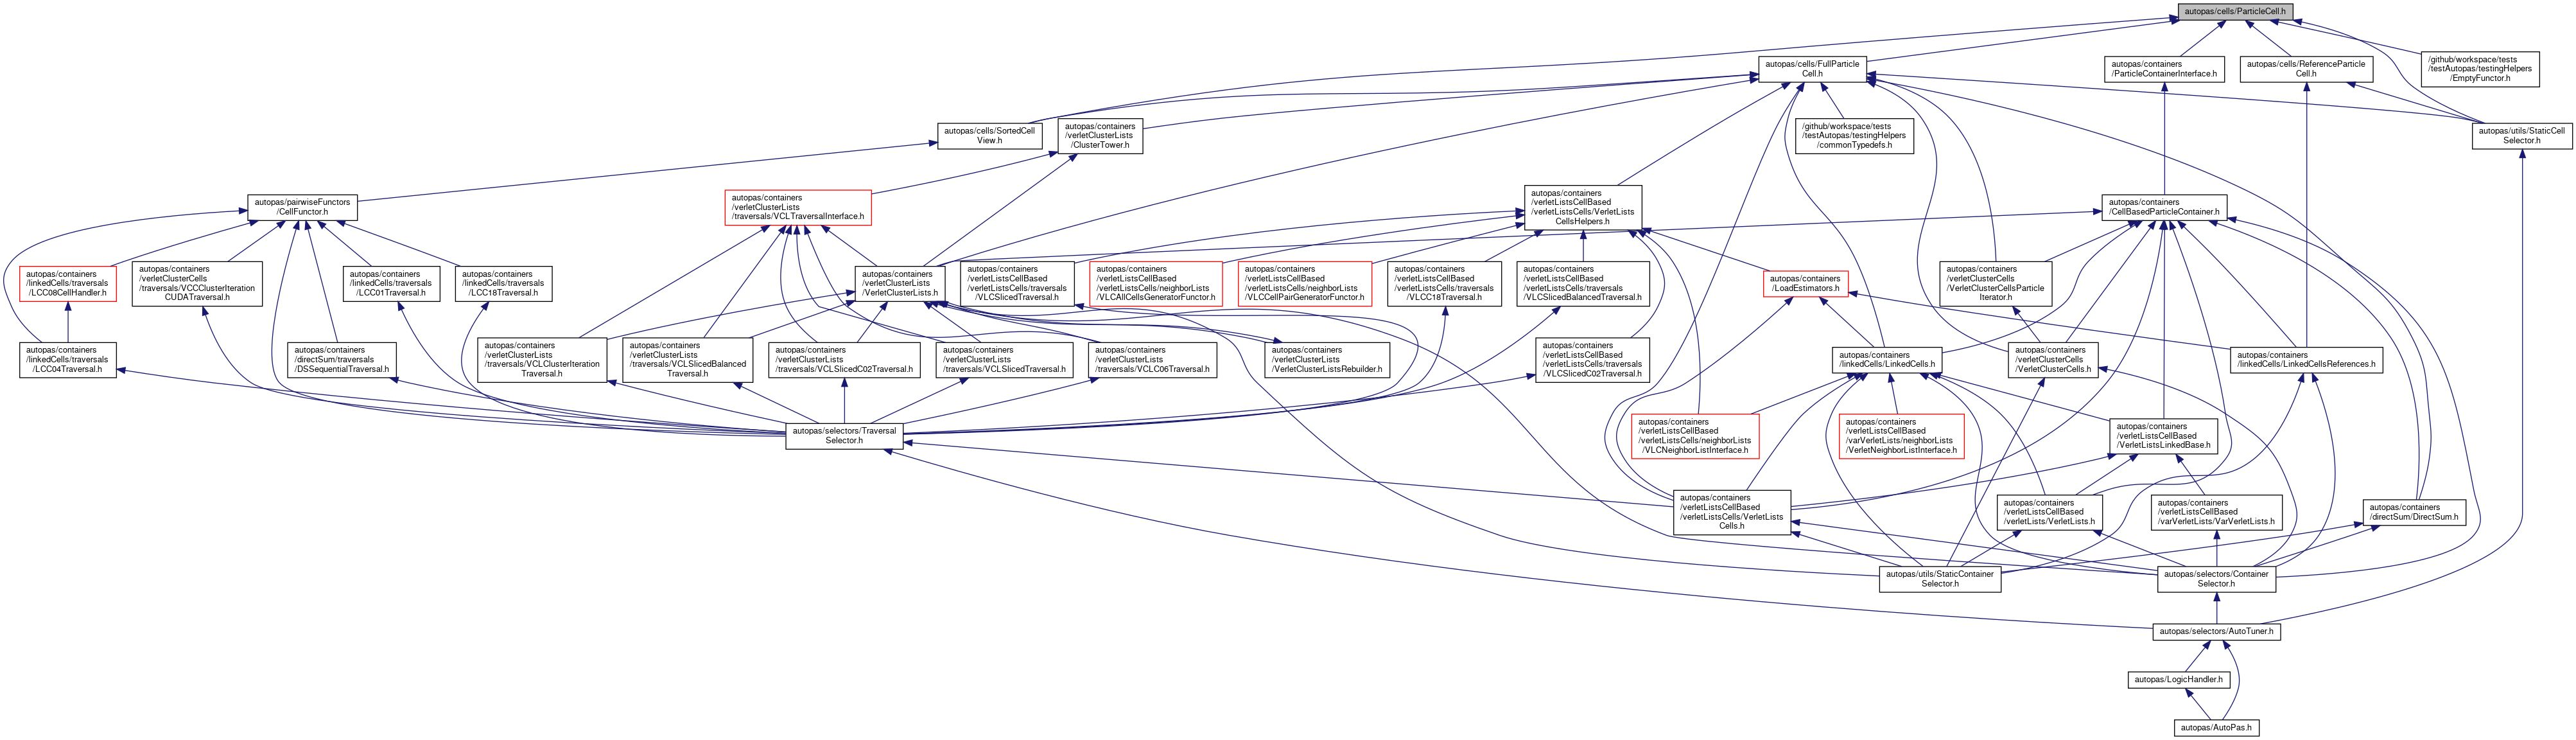 autopas/cells/ParticleCell.h
autopas/cells/FullParticle
Cell.h
autopas/containers
/ParticleContainerInterface.h
autopas/cells/ReferenceParticle
Cell.h
/github/workspace/tests
/testAutopas/testingHelpers
/EmptyFunctor.h
autopas/cells/SortedCell
View.h
autopas/containers
/verletClusterLists
/ClusterTower.h
/github/workspace/tests
/testAutopas/testingHelpers
/commonTypedefs.h
autopas/utils/StaticCell
Selector.h
autopas/pairwiseFunctors
/CellFunctor.h
autopas/containers
/verletClusterLists
/traversals/VCLTraversalInterface.h
autopas/containers
/verletListsCellBased
/verletListsCells/VerletLists
CellsHelpers.h
autopas/containers
/CellBasedParticleContainer.h
autopas/containers
/linkedCells/traversals
/LCC08CellHandler.h
autopas/containers
/verletClusterCells
/traversals/VCCClusterIteration
CUDATraversal.h
autopas/containers
/linkedCells/traversals
/LCC01Traversal.h
autopas/containers
/linkedCells/traversals
/LCC18Traversal.h
autopas/containers
/verletClusterLists
/VerletClusterLists.h
autopas/containers
/verletListsCellBased
/verletListsCells/traversals
/VLCSlicedTraversal.h
autopas/containers
/verletListsCellBased
/verletListsCells/neighborLists
/VLCAllCellsGeneratorFunctor.h
autopas/containers
/verletListsCellBased
/verletListsCells/neighborLists
/VLCCellPairGeneratorFunctor.h
autopas/containers
/verletListsCellBased
/verletListsCells/traversals
/VLCC18Traversal.h
autopas/containers
/verletListsCellBased
/verletListsCells/traversals
/VLCSlicedBalancedTraversal.h
autopas/containers
/LoadEstimators.h
autopas/containers
/verletClusterCells
/VerletClusterCellsParticle
Iterator.h
autopas/containers
/linkedCells/traversals
/LCC04Traversal.h
autopas/containers
/directSum/traversals
/DSSequentialTraversal.h
autopas/containers
/verletClusterLists
/traversals/VCLClusterIteration
Traversal.h
autopas/containers
/verletClusterLists
/traversals/VCLSlicedBalanced
Traversal.h
autopas/containers
/verletClusterLists
/traversals/VCLSlicedC02Traversal.h
autopas/containers
/verletClusterLists
/traversals/VCLSlicedTraversal.h
autopas/containers
/verletClusterLists
/traversals/VCLC06Traversal.h
autopas/containers
/verletClusterLists
/VerletClusterListsRebuilder.h
autopas/containers
/verletListsCellBased
/verletListsCells/traversals
/VLCSlicedC02Traversal.h
autopas/containers
/linkedCells/LinkedCells.h
autopas/containers
/verletClusterCells
/VerletClusterCells.h
autopas/containers
/linkedCells/LinkedCellsReferences.h
autopas/selectors/Traversal
Selector.h
autopas/containers
/verletListsCellBased
/verletListsCells/neighborLists
/VLCNeighborListInterface.h
autopas/containers
/verletListsCellBased
/varVerletLists/neighborLists
/VerletNeighborListInterface.h
autopas/containers
/verletListsCellBased
/VerletListsLinkedBase.h
autopas/containers
/verletListsCellBased
/verletListsCells/VerletLists
Cells.h
autopas/containers
/verletListsCellBased
/verletLists/VerletLists.h
autopas/containers
/verletListsCellBased
/varVerletLists/VarVerletLists.h
autopas/containers
/directSum/DirectSum.h
autopas/utils/StaticContainer
Selector.h
autopas/selectors/Container
Selector.h
autopas/selectors/AutoTuner.h
autopas/LogicHandler.h
autopas/AutoPas.h